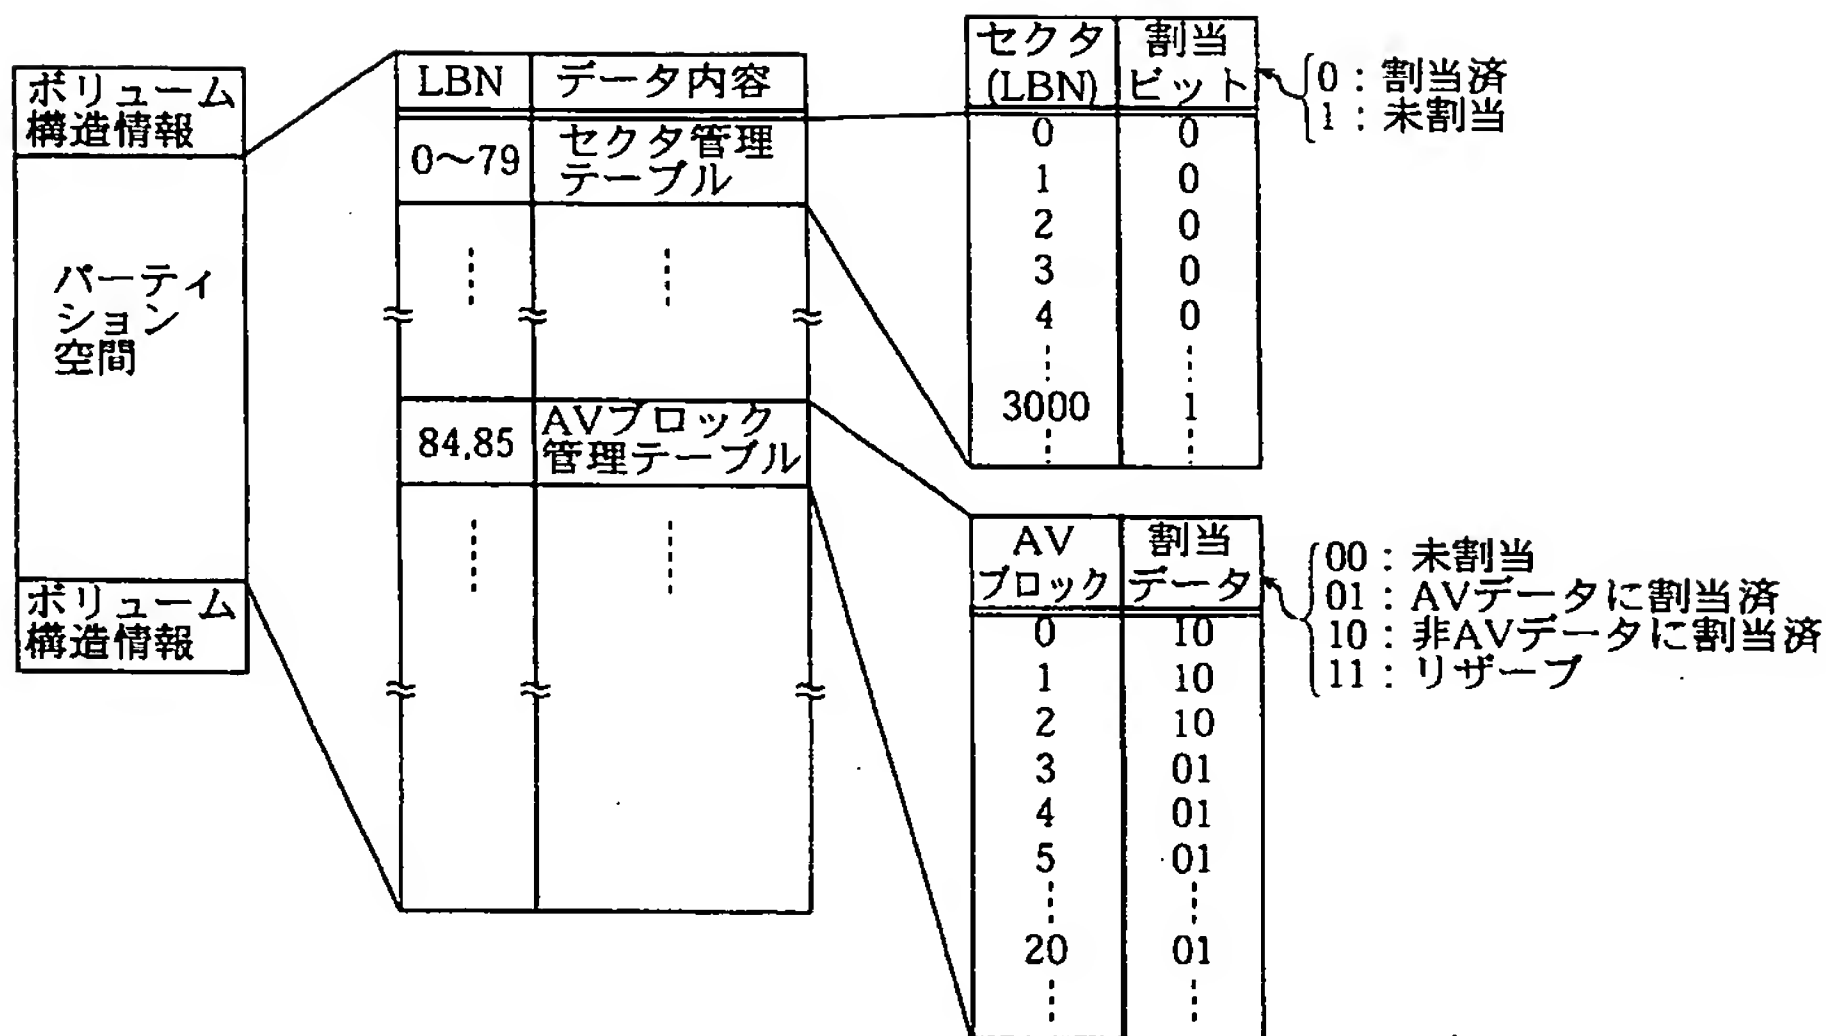 ボリューム
構造情報
パーティ
ション
空間
ボリューム
構造情報
LBN データ内容
0〜79 セクタ管理
テーブル
84,85 AVブロック
管理テーブル
セクタ 割当
(LBN) ビット
0 0
1 0
2 0
3 0
4 0
3000 1
0：割当済
1：未割当
AV 割当
ブロック データ
0 10
1 10
2 10
3 01
4 01
5 01
20 01
00：未割当
01：AVデータに割当済
10：非AVデータに割当済
11：リザーブ